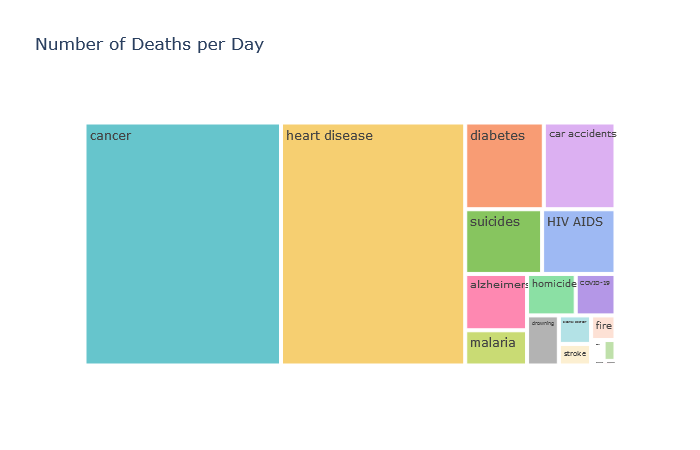 Number of Deaths per Day
cancer
heart disease
diabetes
car accidents
suicides
HIV AIDS
alzheimers
homicide
COVID-19
malaria
drowning
fire
stroke